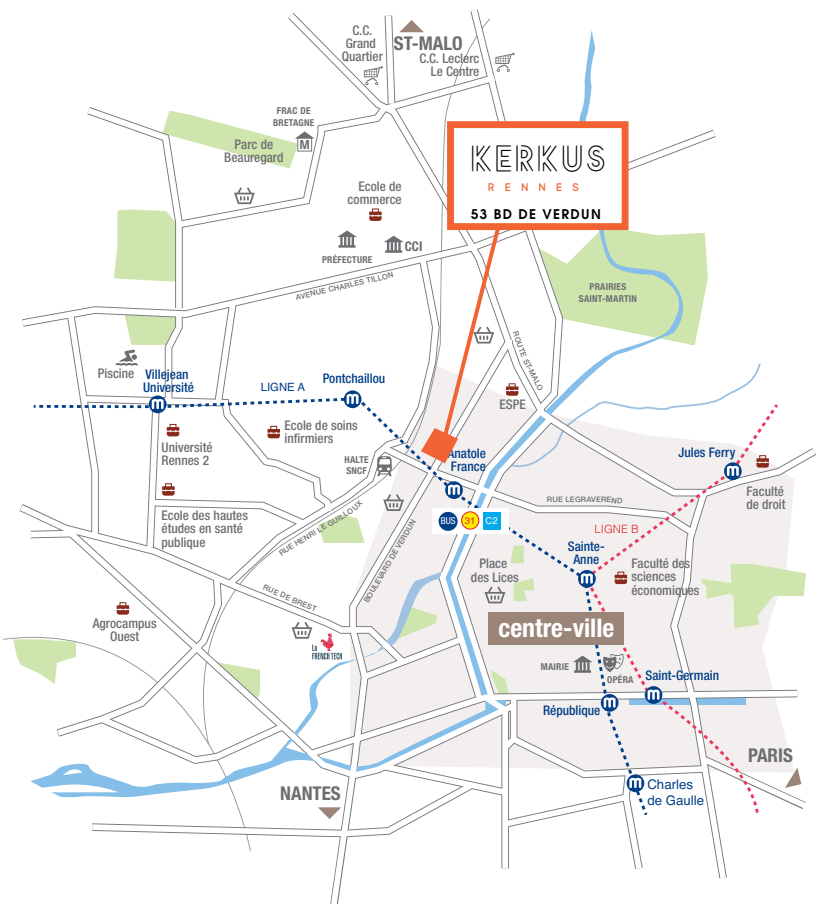 C.C.
Grand
Quartier
ST-MALO
C.C. Leclerc
Le Centre
FRAC DE
BRETAGNE
M
Parc de
Beauregard
KERKUS
RENNES
53 BD DE VERDUN
Ecole de
commerce
CCI
PRÉFECTURE
AVENUE CHARLES TILLON
PRAIRIES
SAINT-MARTIN
ROUTE ST-MALO
Piscine
Villejean
Université
LIGNE A
Pontchaillou
m
m
ESPE
Université
Rennes 2
Ecole de soins
infirmiers
HALTE
SNCF
Anatole
France
m
Jules Ferry
m
Faculté
de droit
Ecole des hautes
études en santé
publique
RUE HENRI LE GUILLOUX
BOULEVARD DE VERDUN
BUS
31
C2
RUE LEGRAVEREND
LIGNE B
Sainte-
Anne
m
Place
des Lices
Faculté des
sciences
économiques
RUE DE BREST
Agrocampus
Ouest
La
FRENCH TECH
centre-ville
MAIRIE
OPÉRA
Saint-Germain
m
République
m
PARIS
NANTES
m
Charles
de Gaulle